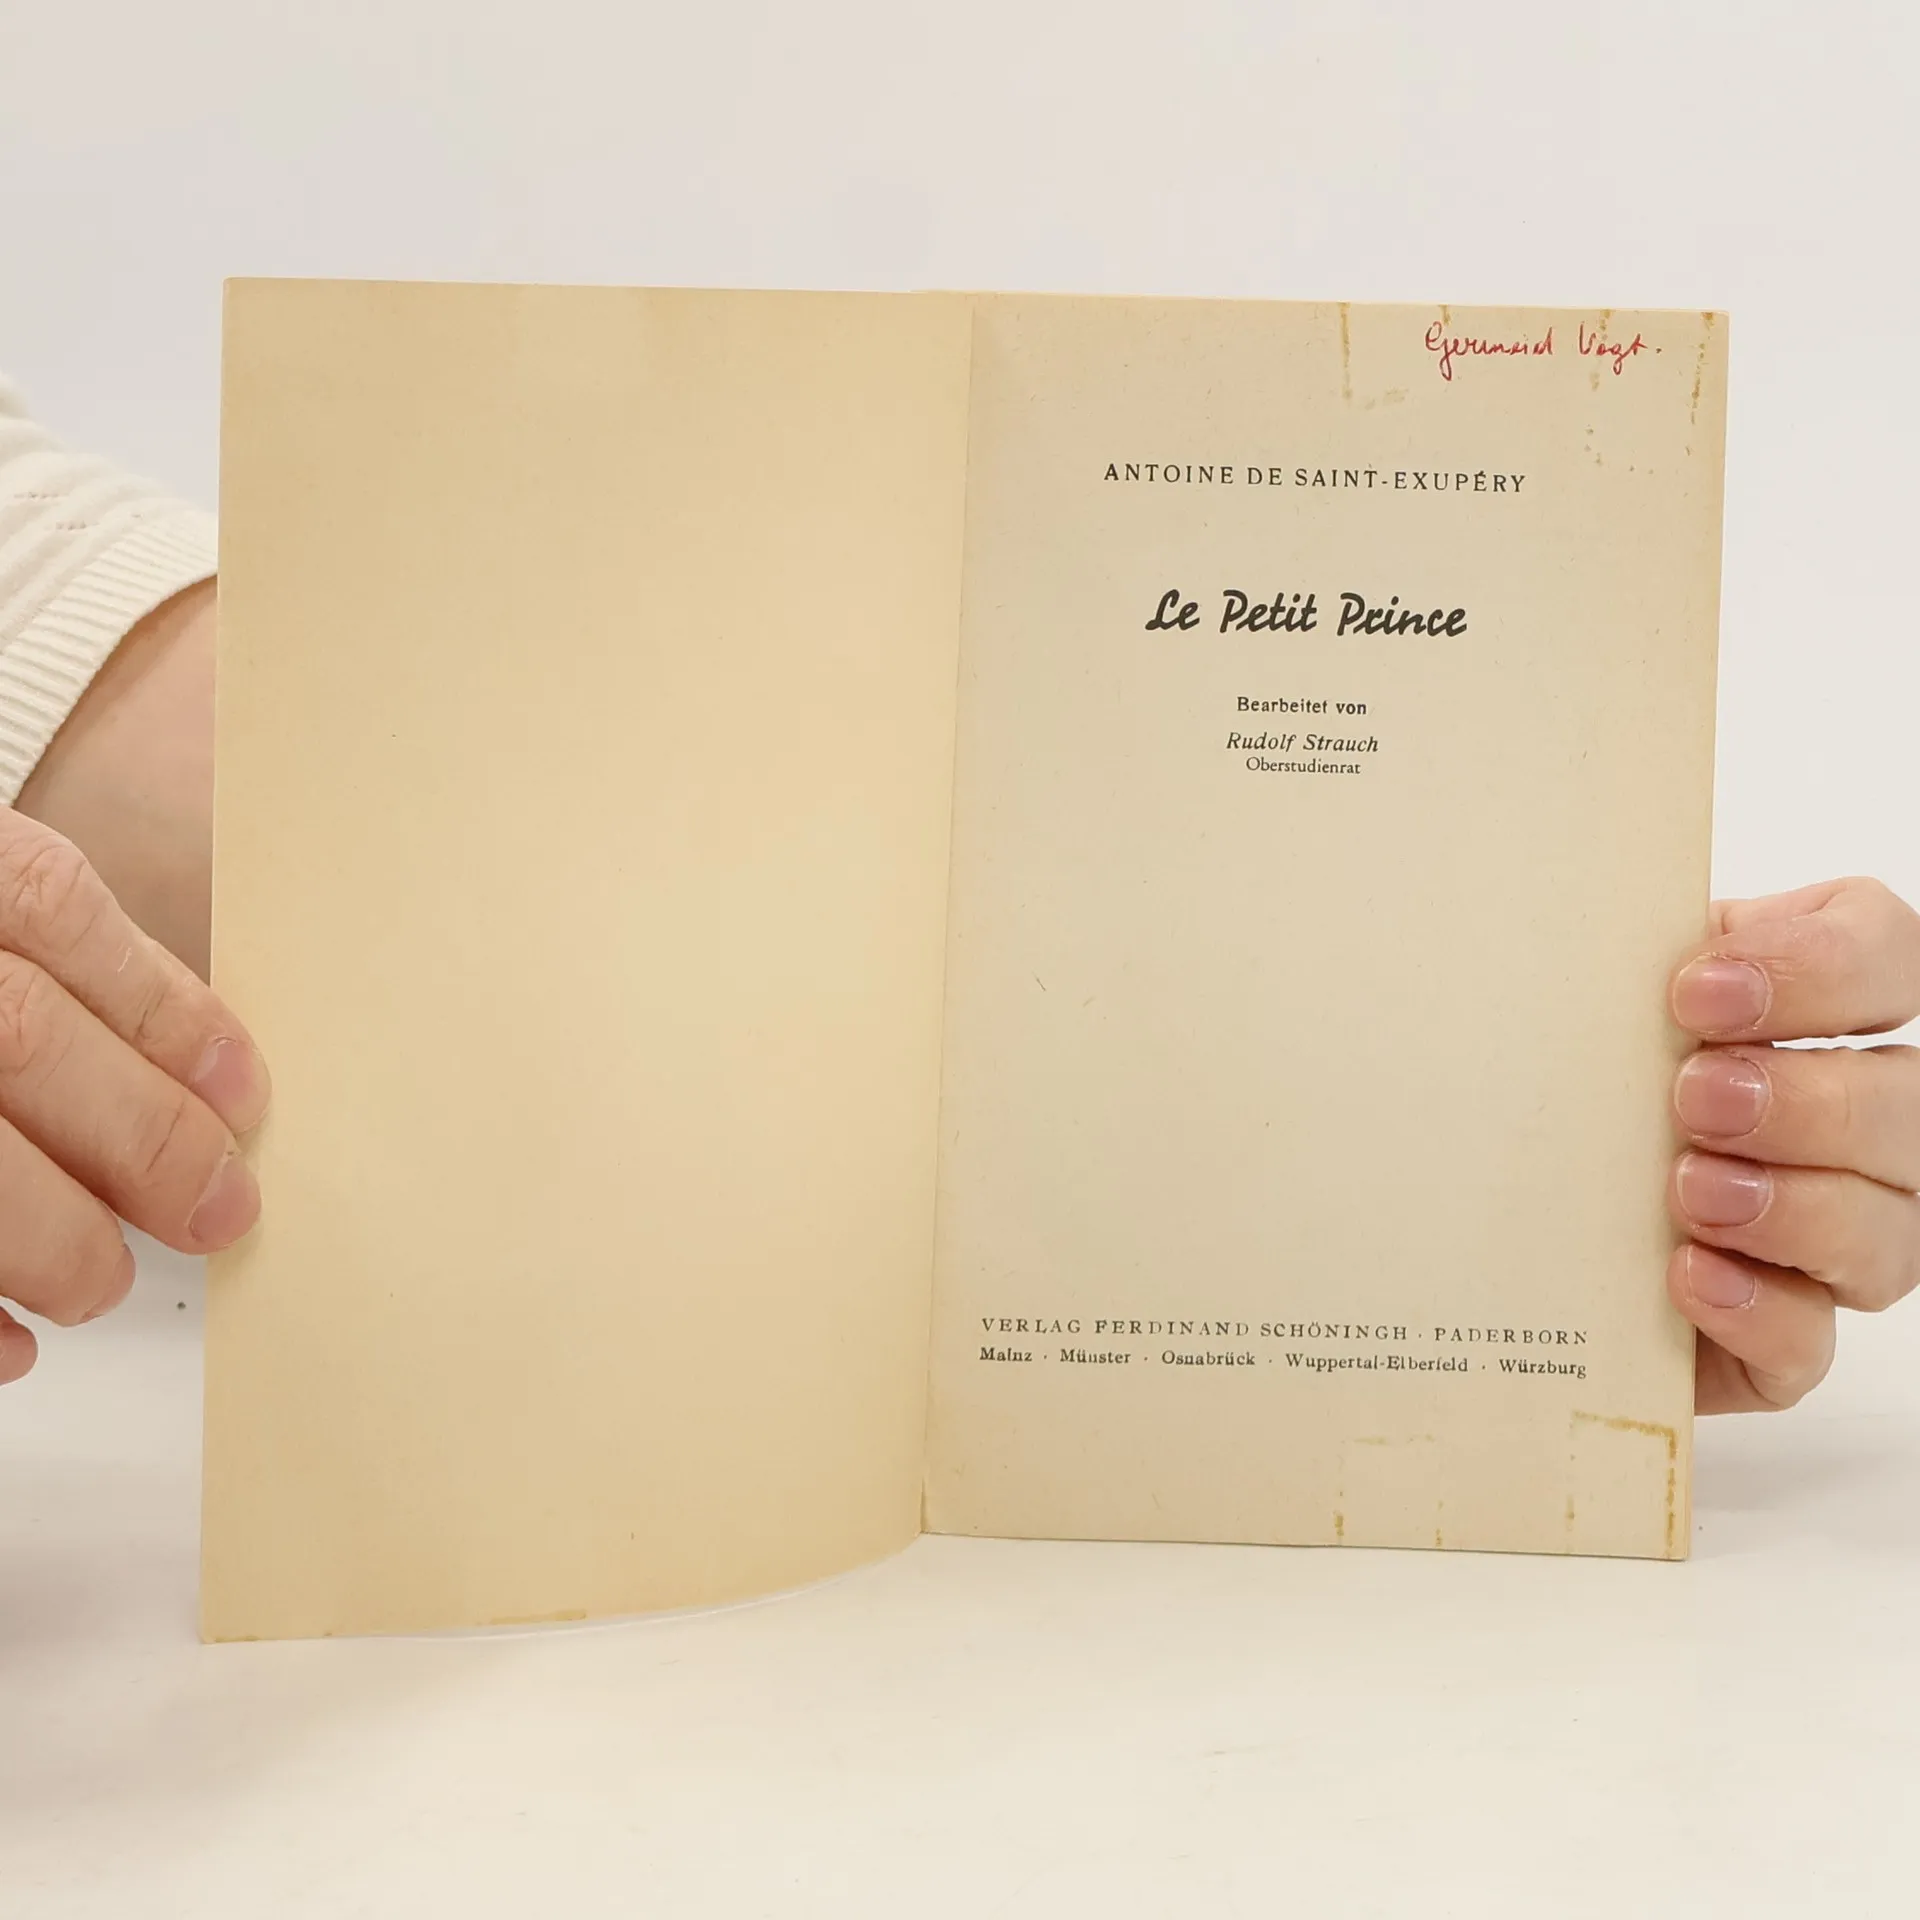 Germaid Vogt.
ANTOINE DE SAINT-EXUPÉRY
Le Petit Prince
Bearbeitet von
Rudolf Strauch
Oberstudienrat
VERLAG FERDINAND SCHÖNINGH · PADERBORN
Mainz · Münster · Osnabrück · Wuppertal-Elberfeld · Würzburg